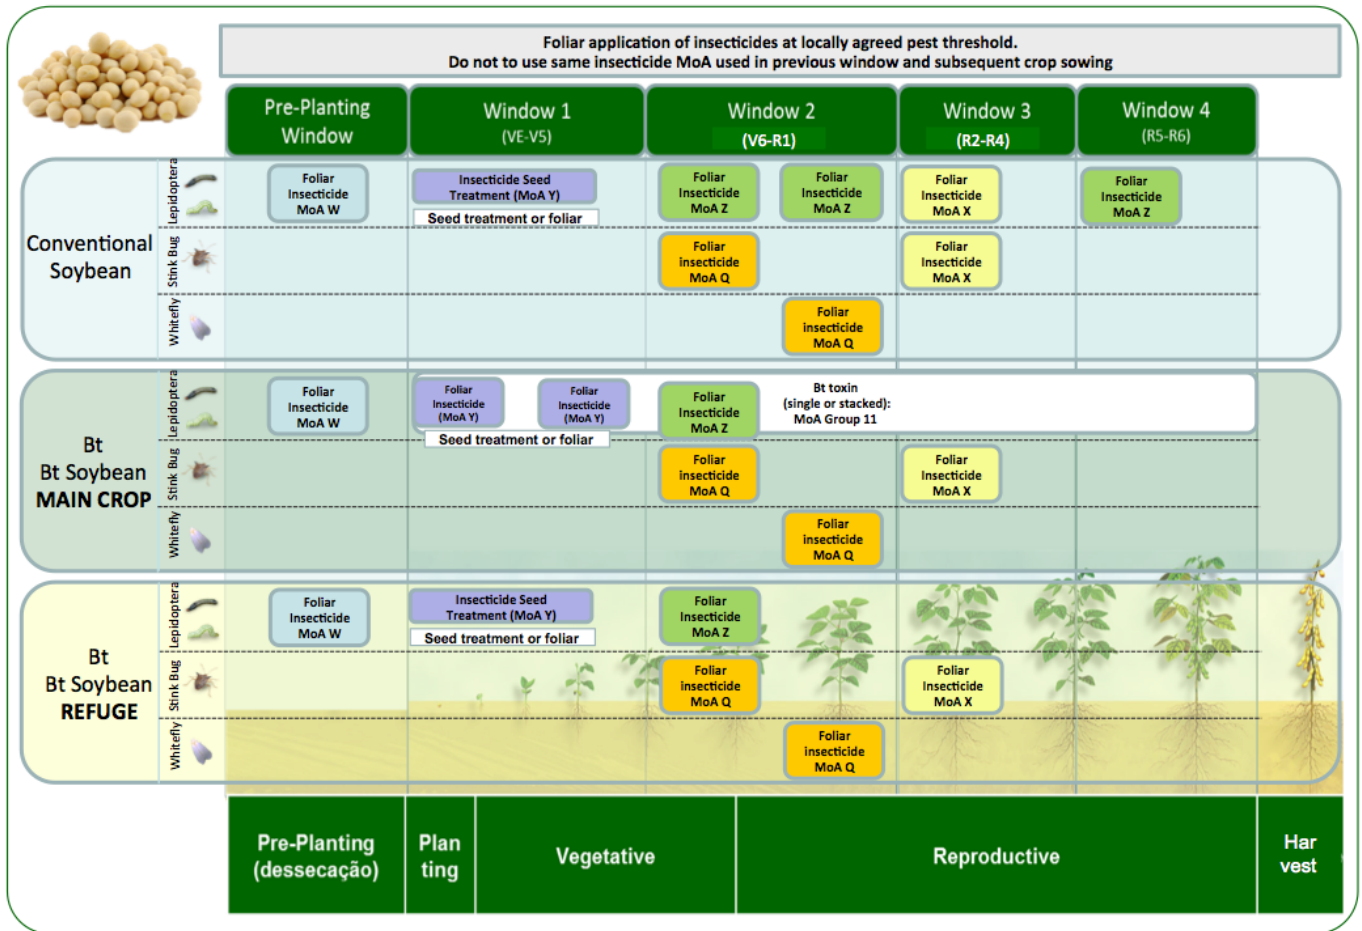 Foliar application of insecticides at locally agreed pest threshold.
Do not to use same insecticide MoA used in previous window and subsequent crop sowing
Pre-Planting
Window
Window 1
(VE-V5)
Window 2
(V6-R1)
Window 3
(R2-R4)
Window 4
(R5-R6)
Conventional
Soybean
Lepidoptera
Foliar
Insecticide
MoA W
Insecticide Seed
Treatment (MoA Y)
Seed treatment or foliar
Foliar
Insecticide
MoA Z
Foliar
Insecticide
MoA Z
Foliar
Insecticide
MoA X
Foliar
Insecticide
MoA Z
Stink Bug
Foliar
insecticide
MoA Q
Foliar
Insecticide
MoA X
Whitefly
Foliar
insecticide
MoA Q
Bt
Bt Soybean
MAIN CROP
Lepidoptera
Foliar
Insecticide
MoA W
Foliar
Insecticide
(MoA Y)
Foliar
Insecticide
(MoA Y)
Seed treatment or foliar
Foliar
Insecticide
MoA Z
Bt toxin
(single or stacked):
MoA Group 11
Stink Bug
Foliar
insecticide
MoA Q
Foliar
Insecticide
MoA X
Whitefly
Foliar
insecticide
MoA Q
Bt
Bt Soybean
REFUGE
Lepidoptera
Foliar
Insecticide
MoA W
Insecticide Seed
Treatment (MoA Y)
Seed treatment or foliar
Foliar
Insecticide
MoA Z
Stink Bug
Foliar
insecticide
MoA Q
Foliar
Insecticide
MoA X
Whitefly
Foliar
insecticide
MoA Q
Pre-Planting
(dessecação)
Plan
ting
Vegetative
Reproductive
Har
vest